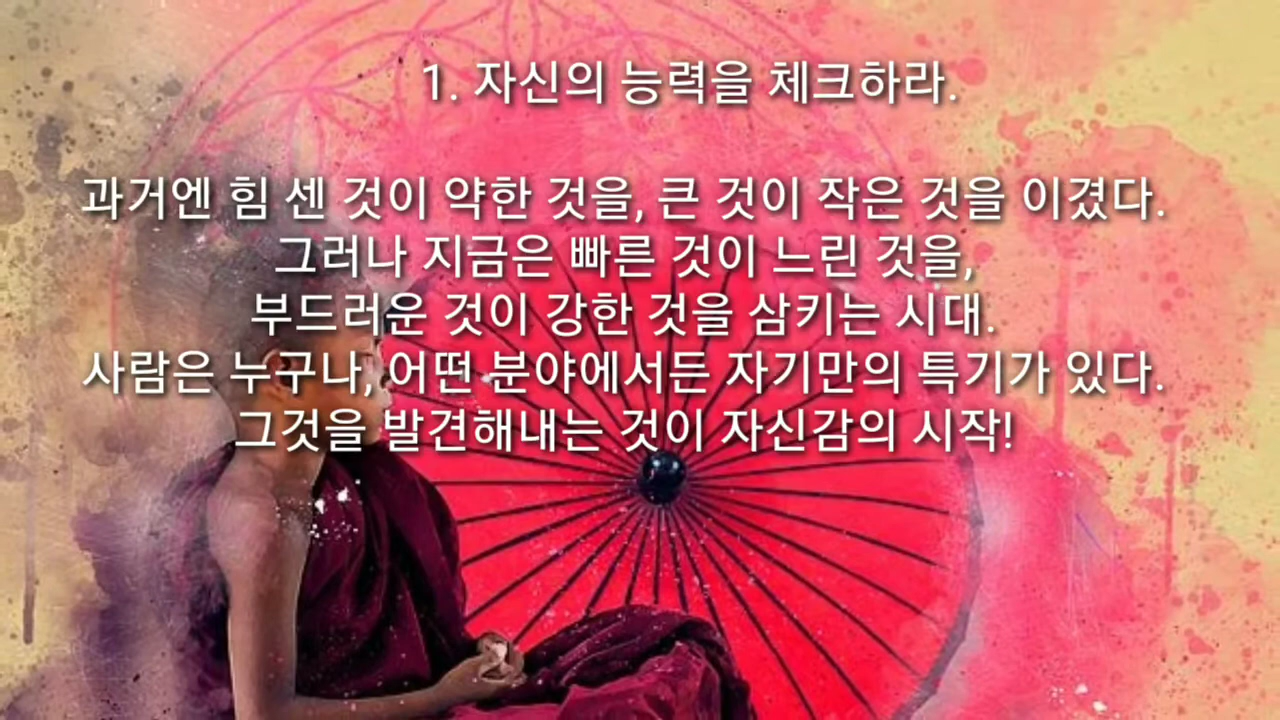 1. 자신의 능력을 체크하라.
과거엔 힘 센 것이 약한 것을, 큰 것이 작은 것을 이겼다.
그러나 지금은 빠른 것이 느린 것을,
부드러운 것이 강한 것을 삼키는 시대.
사람은 누구나, 어떤 분야에서든 자기만의 특기가 있다.
그것을 발견해내는 것이 자신감의 시작!